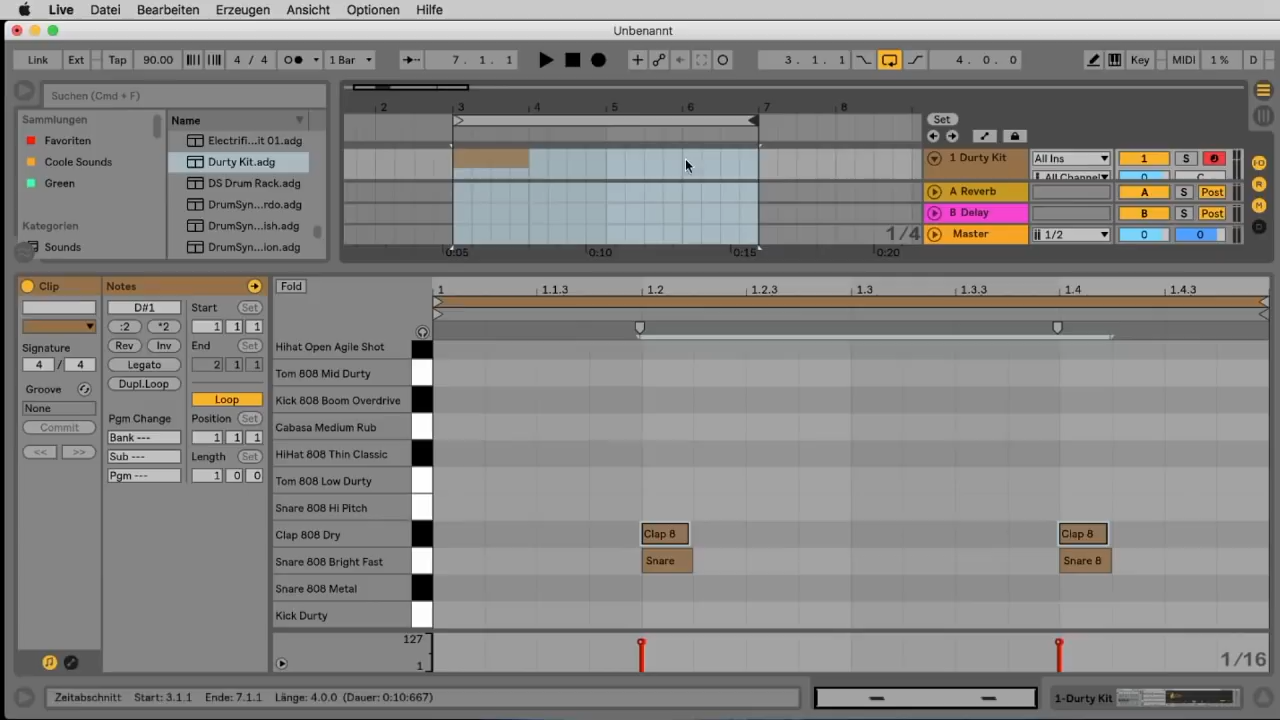 Live Datei Bearbeiten Erzeugen Ansicht Optionen Hilfe
Unbenannt
Link Ext Tap 90.00 4 / 4 1 Bar 7. 1. 1 3. 1. 1 4. 0. 0 Key MIDI 1 % D
Suchen (Cmd + F)
Sammlungen
Favoriten
Coole Sounds
Green
Kategorien
Sounds
Name
Electrifi...it 01.adg
Durty Kit.adg
DS Drum Rack.adg
DrumSyn...rdo.adg
DrumSyn...ish.adg
DrumSyn...ion.adg
2 3 4 5 6 7 8
1/4
0:05 0:10 0:15 0:20
Set
1 Durty Kit All Ins 1 S
All Channel 0 C
A Reverb A S Post
B Delay B S Post
Master 1/2 0 0
Clip
Signature
4 / 4
Groove
None
Commit
<< >>
Notes
D#1
:2 *2
Rev Inv
Legato
Dupl.Loop
Pgm Change
Bank ---
Sub ---
Pgm ---
Start Set
1 1 1
End Set
2 1 1
Loop
Position Set
1 1 1
Length Set
1 0 0
Fold
1 1.1.3 1.2 1.2.3 1.3 1.3.3 1.4 1.4.3
Hihat Open Agile Shot
Tom 808 Mid Durty
Kick 808 Boom Overdrive
Cabasa Medium Rub
HiHat 808 Thin Classic
Tom 808 Low Durty
Snare 808 Hi Pitch
Clap 808 Dry Clap 8 Clap 8
Snare 808 Bright Fast Snare Snare 8
Snare 808 Metal
Kick Durty
127
1
1/16
Zeitabschnitt Start: 3.1.1 Ende: 7.1.1 Länge: 4.0.0 (Dauer: 0:10:667)
1-Durty Kit